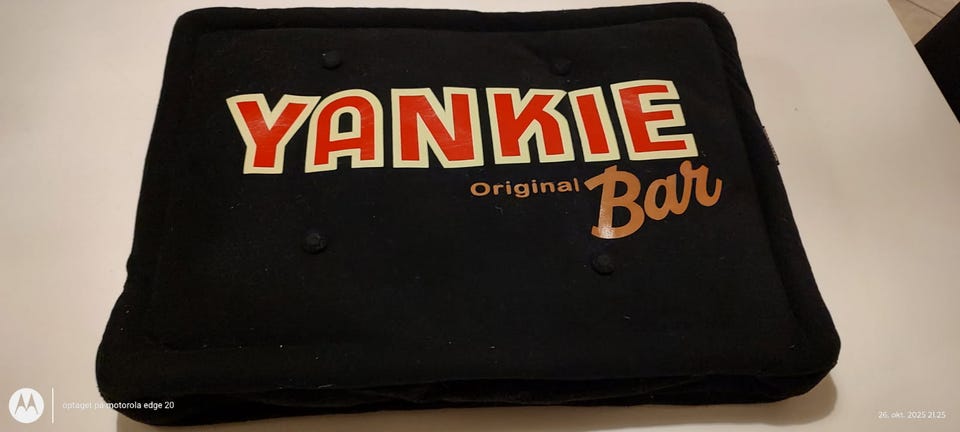 YANKIE
Original Bar
optaget på motorola edge 20
26. okt. 2025 21:25